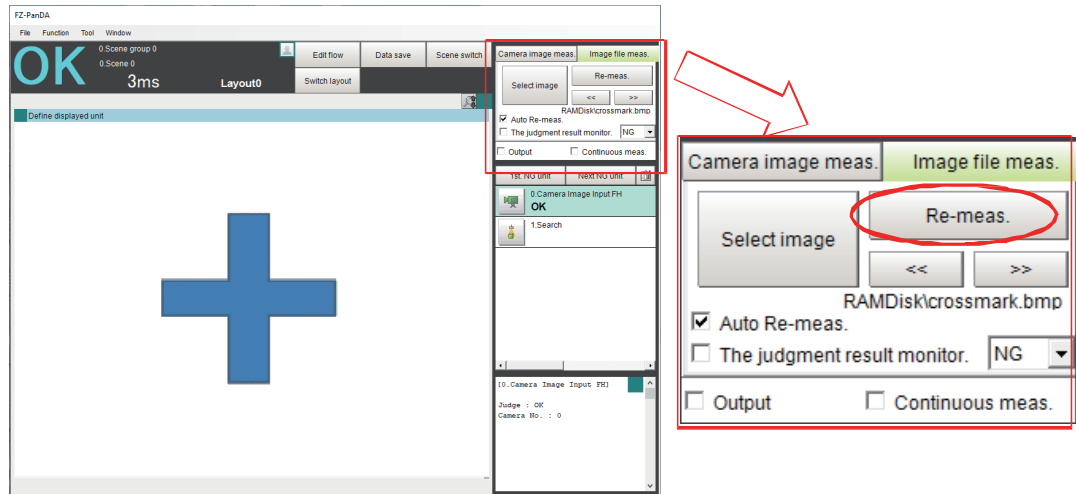 FZ-PanDA
File Function Tool Window
OK
0.Scene group 0
0.Scene 0
3ms
Layout0
Edit flow
Data save
Scene switch
Switch layout
Define displayed unit
Camera image meas.
Image file meas.
Select image
Re-meas.
<< >>
RAMDisk\crossmark.bmp
Auto Re-meas.
The judgment result monitor. NG
Output
Continuous meas.
1st. NG unit
Next NG unit
0.Camera Image Input FH
OK
1.Search
[0.Camera Image Input FH]
Judge : OK
Camera No. : 0
Camera image meas.
Image file meas.
Select image
Re-meas.
<< >>
RAMDisk\crossmark.bmp
Auto Re-meas.
The judgment result monitor. NG
Output
Continuous meas.